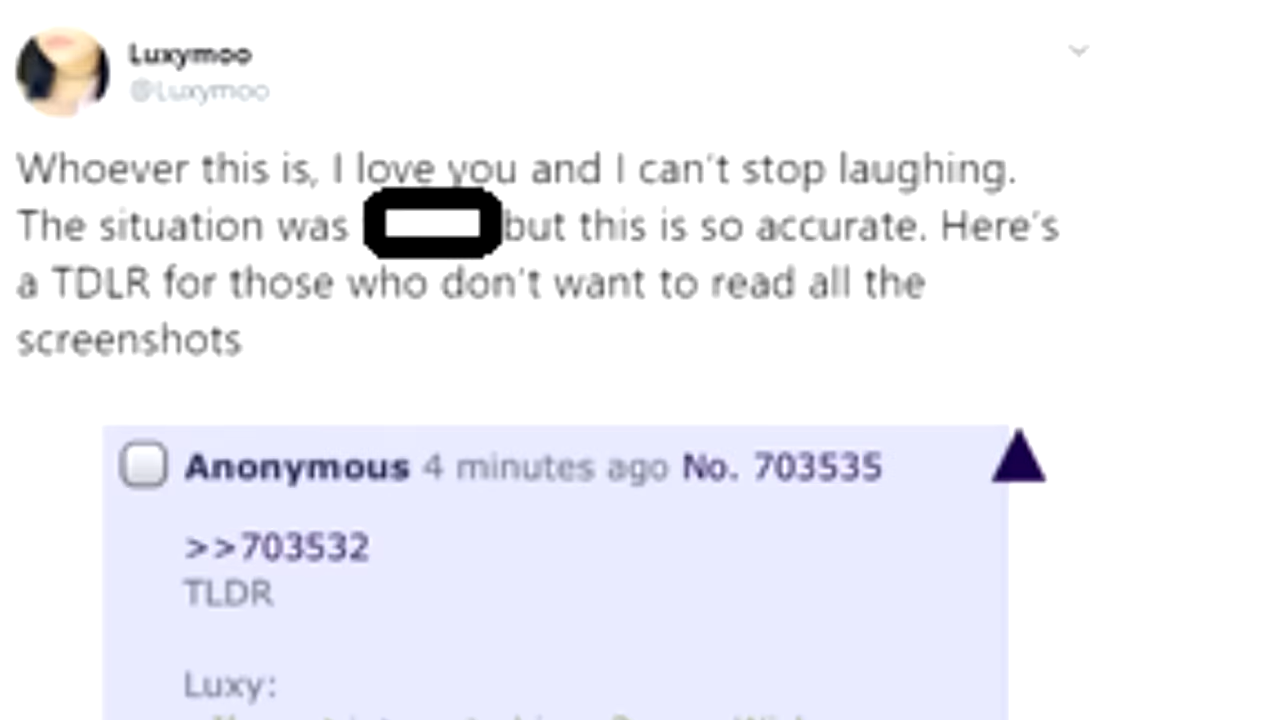 Luxymoo
@Luxymoo
Whoever this is, I love you and I can't stop laughing.
The situation was but this is so accurate. Here's
a TDLR for those who don't want to read all the
screenshots
Anonymous 4 minutes ago No. 703535
>>703532
TLDR
Luxy: